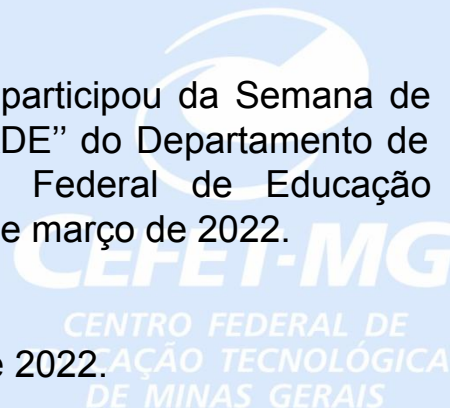 participou da Semana de
DE” do Departamento de
Federal de Educação
e março de 2022.
CEFET-MG
CENTRO FEDERAL DE
EDUCAÇÃO TECNOLÓGICA
e 2022.
DE MINAS GERAIS